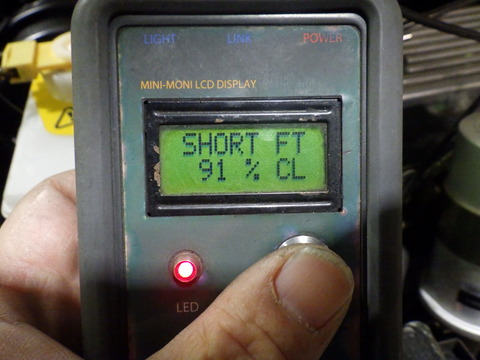 LIGHT LINK POWER
MINI-MONI LCD DISPLAY
SHORT FT
91 % CL
LED